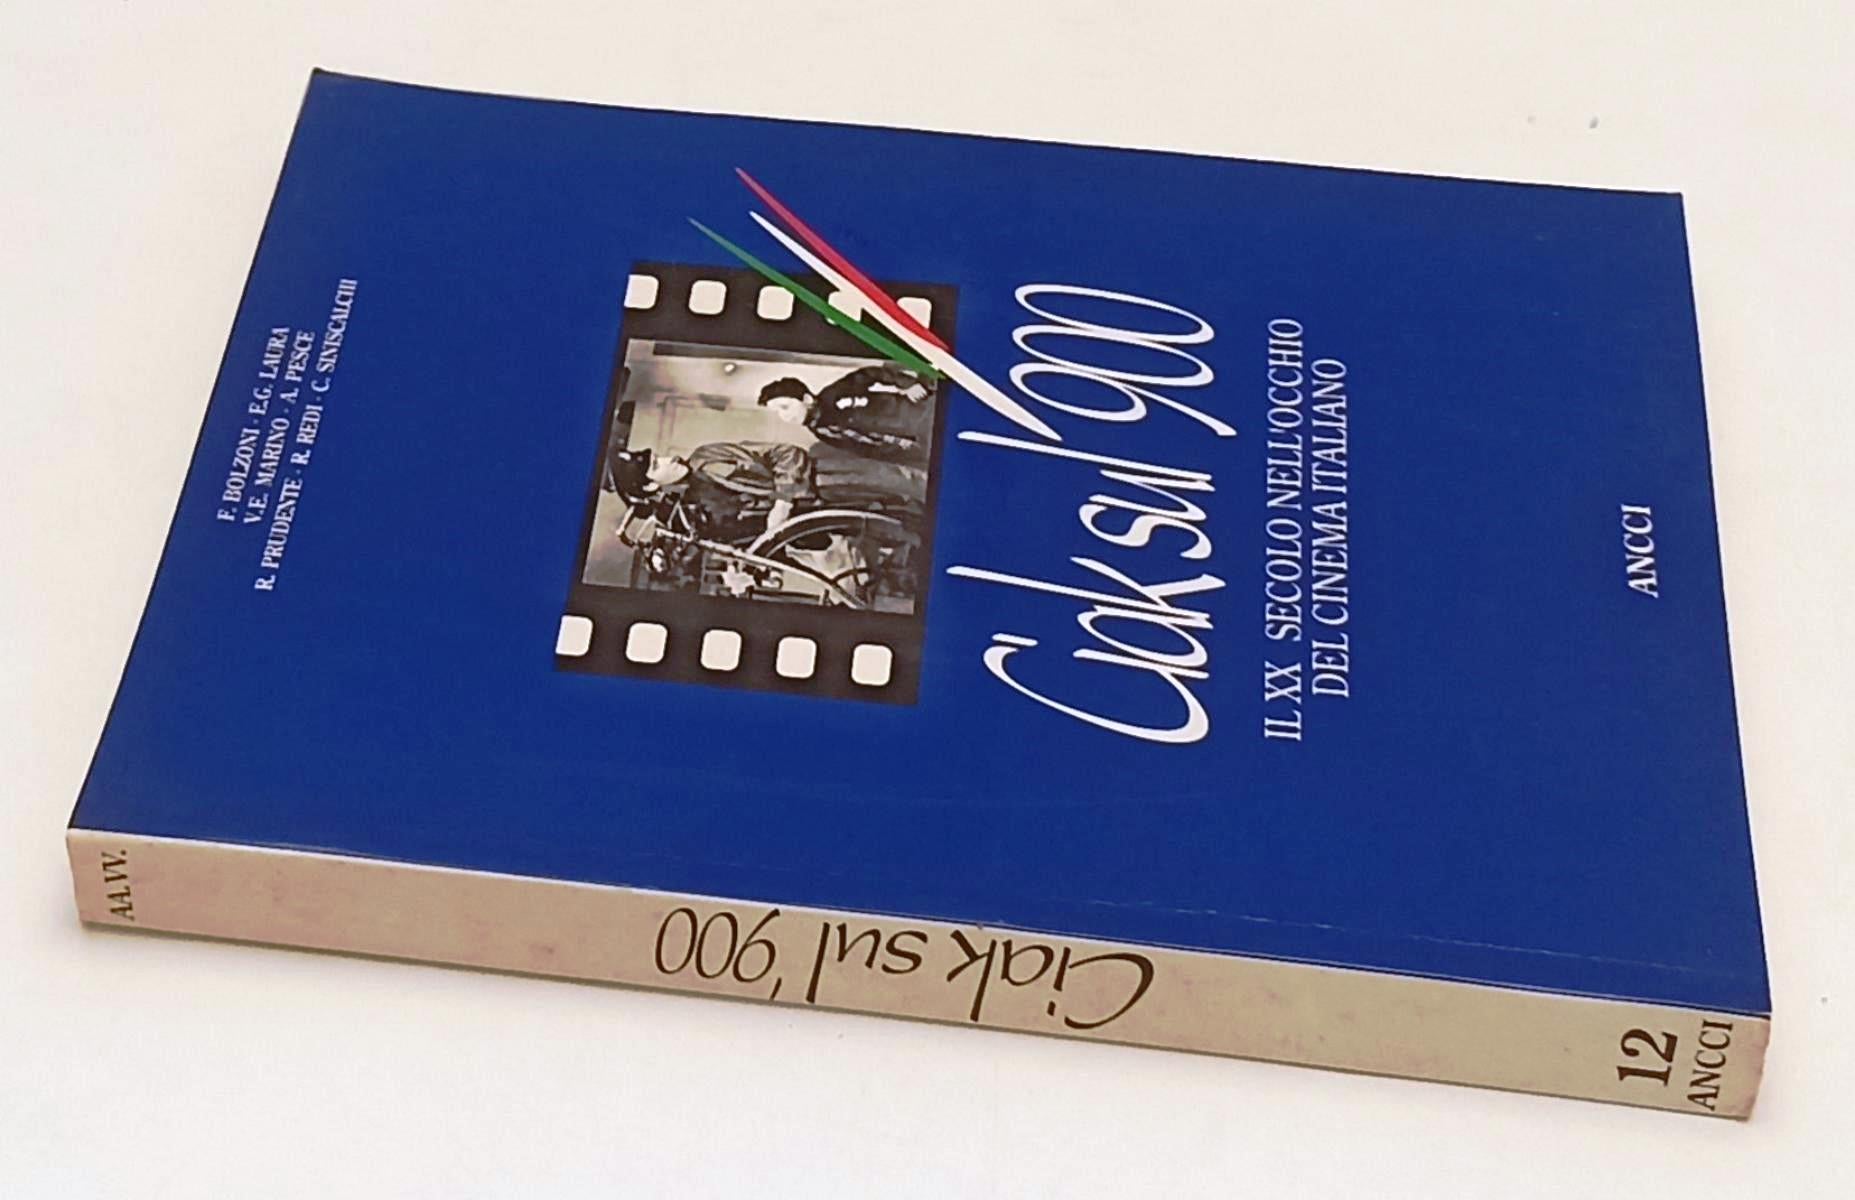 F. BOLZONI · E.G. LAURA
V.E. MARINO · A. PESCE
R. PRUDENTE · R. REDI · C. SINISCALCHI
Ciak sul '900
IL XX SECOLO NELL'OCCHIO
DEL CINEMA ITALIANO
ANCCI
AA.VV.
Ciak sul '900
12
ANCCI